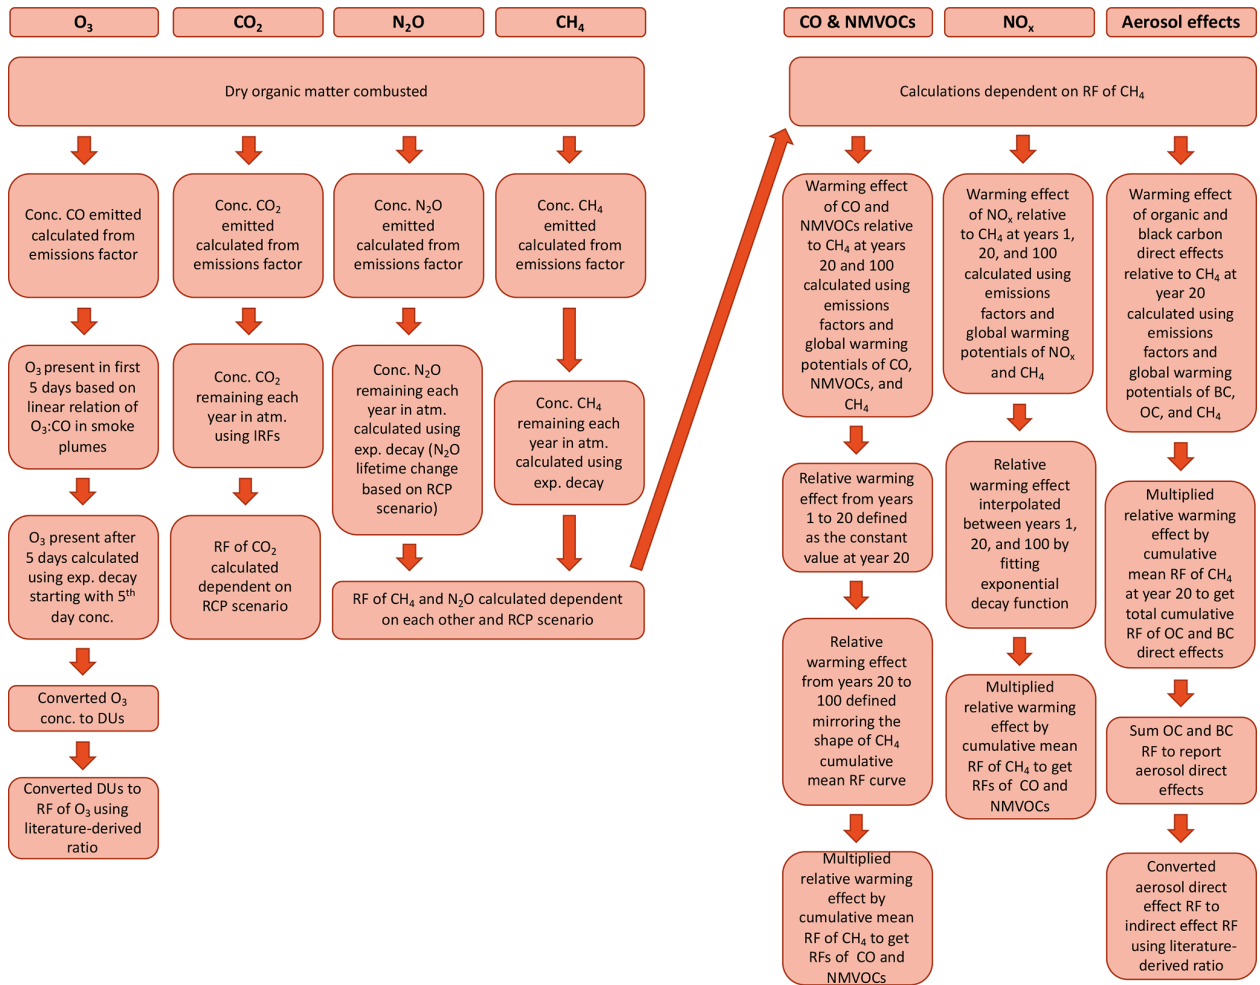 O₃
CO₂
N₂O
CH₄
Dry organic matter combusted
Conc. CO emitted
calculated from
emissions factor
O₃ present in first
5 days based on
linear relation of
O₃:CO in smoke
plumes
O₃ present after
5 days calculated
using exp. decay
starting with 5ᵗʰ
day conc.
Converted O₃
conc. to DUs
Converted DUs to
RF of O₃ using
literature-derived
ratio
Conc. CO₂
emitted
calculated from
emissions factor
Conc. CO₂
remaining each
year in atm.
using IRFs
RF of CO₂
calculated
dependent on
RCP scenario
Conc. N₂O
emitted
calculated from
emissions factor
Conc. N₂O
remaining each
year in atm.
calculated using
exp. decay (N₂O
lifetime change
based on RCP
scenario)
Conc. CH₄
emitted
calculated from
emissions factor
Conc. CH₄
remaining each
year in atm.
calculated using
exp. decay
RF of CH₄ and N₂O calculated dependent
on each other and RCP scenario
CO & NMVOCs
NOₓ
Aerosol effects
Calculations dependent on RF of CH₄
Warming effect
of CO and
NMVOCs relative
to CH₄ at years
20 and 100
calculated using
emissions
factors and
global warming
potentials of CO,
NMVOCs, and
CH₄
Relative warming
effect from years
1 to 20 defined
as the constant
value at year 20
Relative
warming effect
from years 20 to
100 defined
mirroring the
shape of CH₄
cumulative
mean RF curve
Multiplied
relative warming
effect by
cumulative mean
RF of CH₄ to get
RFs of CO and
NMVOCs
Warming effect
of NOₓ relative
to CH₄ at years 1,
20, and 100
calculated using
emissions
factors and
global warming
potentials of NOₓ
and CH₄
Relative
warming effect
interpolated
between years 1,
20, and 100 by
fitting
exponential
decay function
Multiplied
relative warming
effect by
cumulative mean
RF of CH₄ to get
RFs of CO and
NMVOCs
Warming effect
of organic and
black carbon
direct effects
relative to CH₄ at
year 20
calculated using
emissions
factors and
global warming
potentials of BC,
OC, and CH₄
Multiplied
relative warming
effect by
cumulative
mean RF of CH₄
at year 20 to get
total cumulative
RF of OC and BC
direct effects
Sum OC and BC
RF to report
aerosol direct
effects
Converted
aerosol direct
effect RF to
indirect effect RF
using literature-
derived ratio